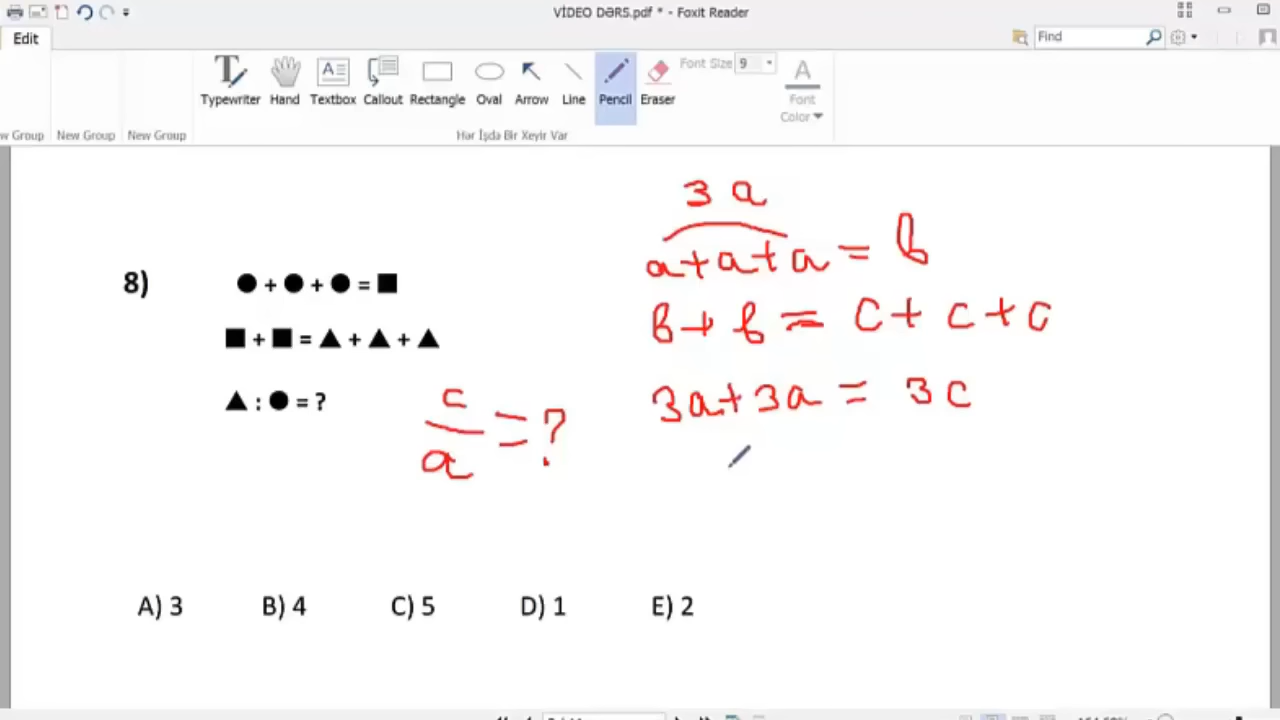 VİDEO DƏRS.pdf * - Foxit Reader
Edit
Find
Typewriter Hand Textbox Callout Rectangle Oval Arrow Line Pencil Eraser Font Size 9 Font Color
New Group New Group Hər İşdə Bir Xeyir Var
3a
a+a+a = b
8) ● + ● + ● = ■
b+b = c+c+c
■ + ■ = ▲ + ▲ + ▲
3a+3a = 3c
▲ : ● = ?
c/a = ?
A) 3 B) 4 C) 5 D) 1 E) 2